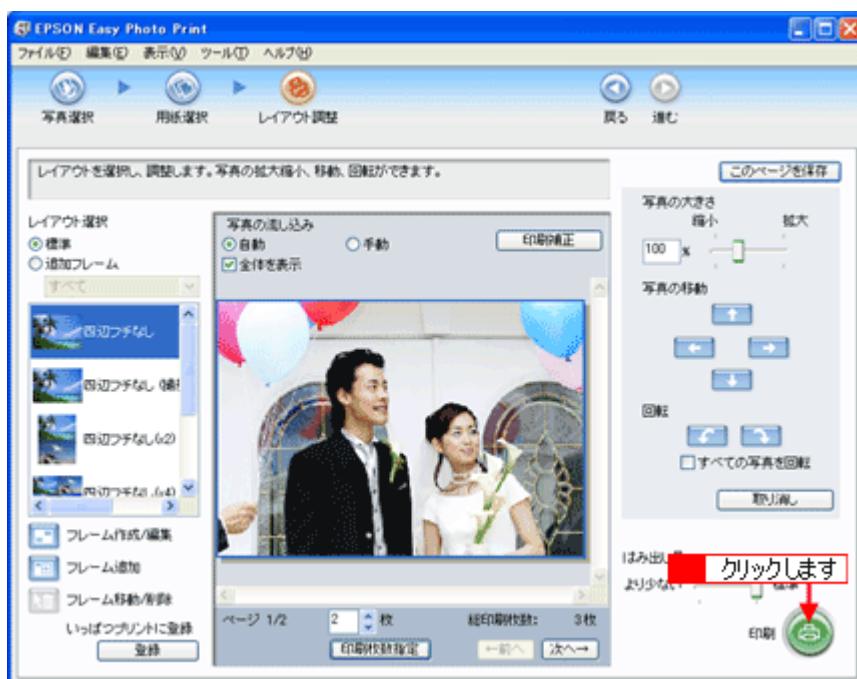 EPSON Easy Photo Print
ファイル(F) 編集(E) 表示(V) ツール(T) ヘルプ(H)
写真選択 用紙選択 レイアウト調整 戻る 進む
レイアウトを選択し、調整します。写真の拡大縮小、移動、回転ができます。
このページを保存
レイアウト選択
標準
追加フレーム
すべて
四辺フチなし
四辺フチなし
四辺フチなし(x2)
四辺フチなし(x4)
フレーム作成/編集
フレーム追加
フレーム移動/削除
いっぱつプリントに登録
登録
写真の流し込み
自動 手動
印刷補正
全体を表示
ページ 1/2 2 枚 総印刷枚数: 3枚
印刷枚数指定 ←前へ 次へ→
写真の大きさ
縮小 拡大
100 %
写真の移動
回転
すべての写真を回転
取り消し
はみ出し
より少ない 標準
クリックします
印刷